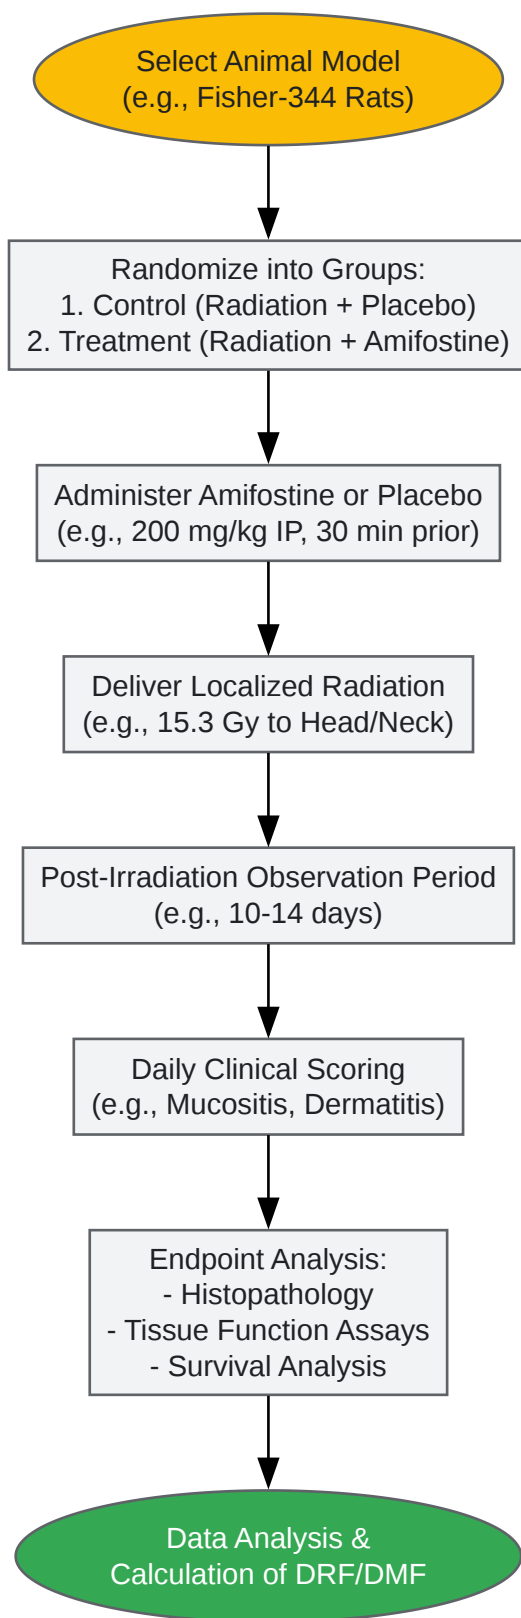 Select Animal Model
(e.g., Fisher-344 Rats)
Randomize into Groups:
1. Control (Radiation + Placebo)
2. Treatment (Radiation + Amifostine)
Administer Amifostine or Placebo
(e.g., 200 mg/kg IP, 30 min prior)
Deliver Localized Radiation
(e.g., 15.3 Gy to Head/Neck)
Post-Irradiation Observation Period
(e.g., 10-14 days)
Daily Clinical Scoring
(e.g., Mucositis, Dermatitis)
Endpoint Analysis:
- Histopathology
- Tissue Function Assays
- Survival Analysis
Data Analysis &
Calculation of DRF/DMF